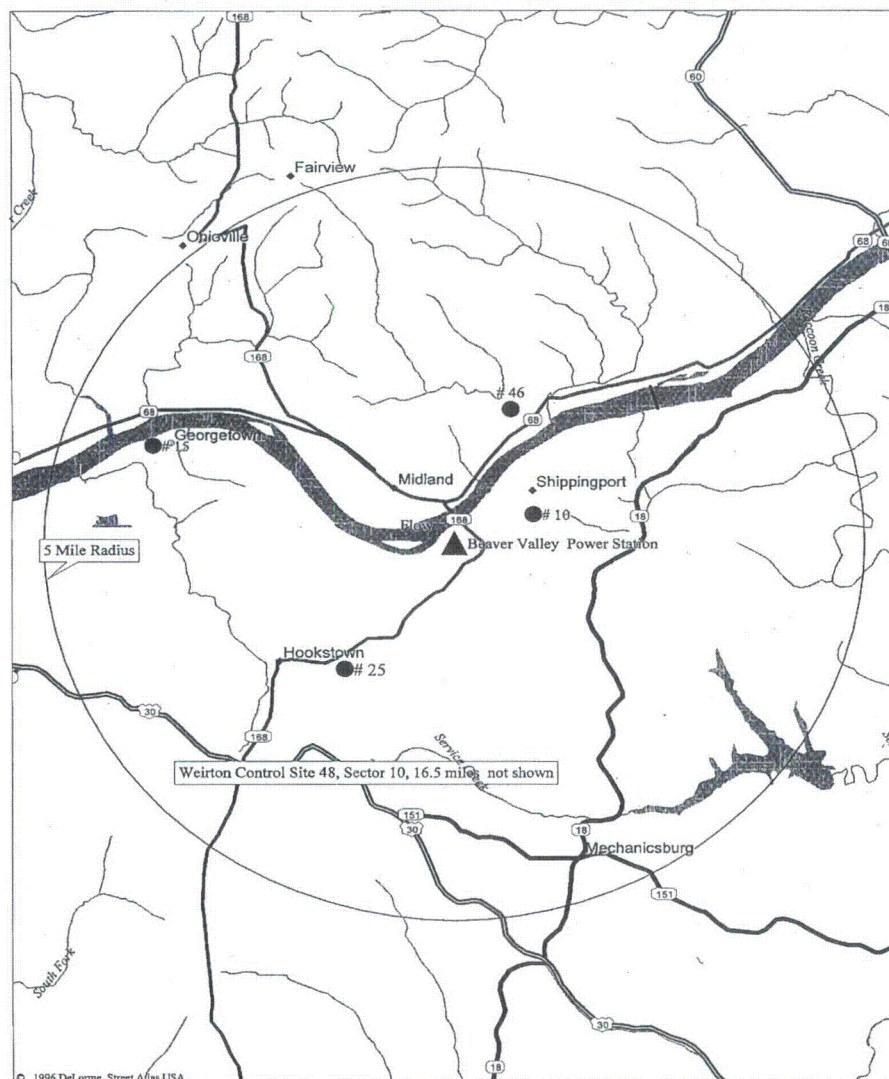 168
60
Fairview
r Creek
Ohioville
68
68
18
Raccoon Creek
168
# 46
68
68
Georgetown
# 15
Midland
Shippingport
Flow
168
# 10
18
Beaver Valley Power Station
5 Mile Radius
Hookstown
# 25
30
168
Service Creek
Weirton Control Site 48, Sector 10, 16.5 miles not shown
151
30
18
Mechanicsburg
151
South Fork
30
18
© 1996 DeLorme, Street Atlas USA